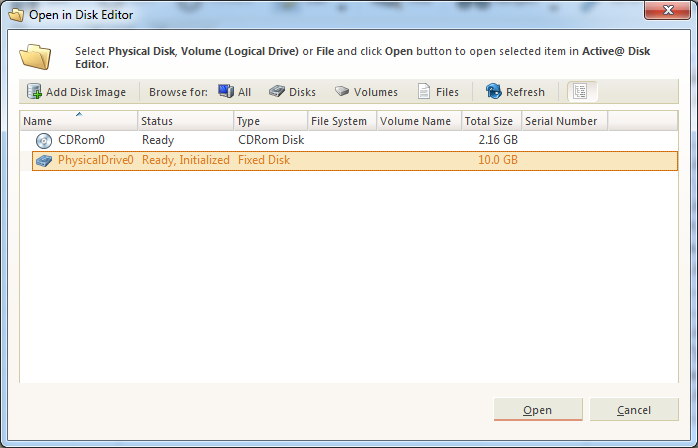 Open in Disk Editor
Select Physical Disk, Volume (Logical Drive) or File and click Open button to open selected item in Active@ Disk
Editor.
Add Disk Image Browse for: All Disks Volumes Files Refresh
Name Status Type File System Volume Name Total Size Serial Number
CDRom0 Ready CDRom Disk 2.16 GB
PhysicalDrive0 Ready, Initialized Fixed Disk 10.0 GB
Open Cancel